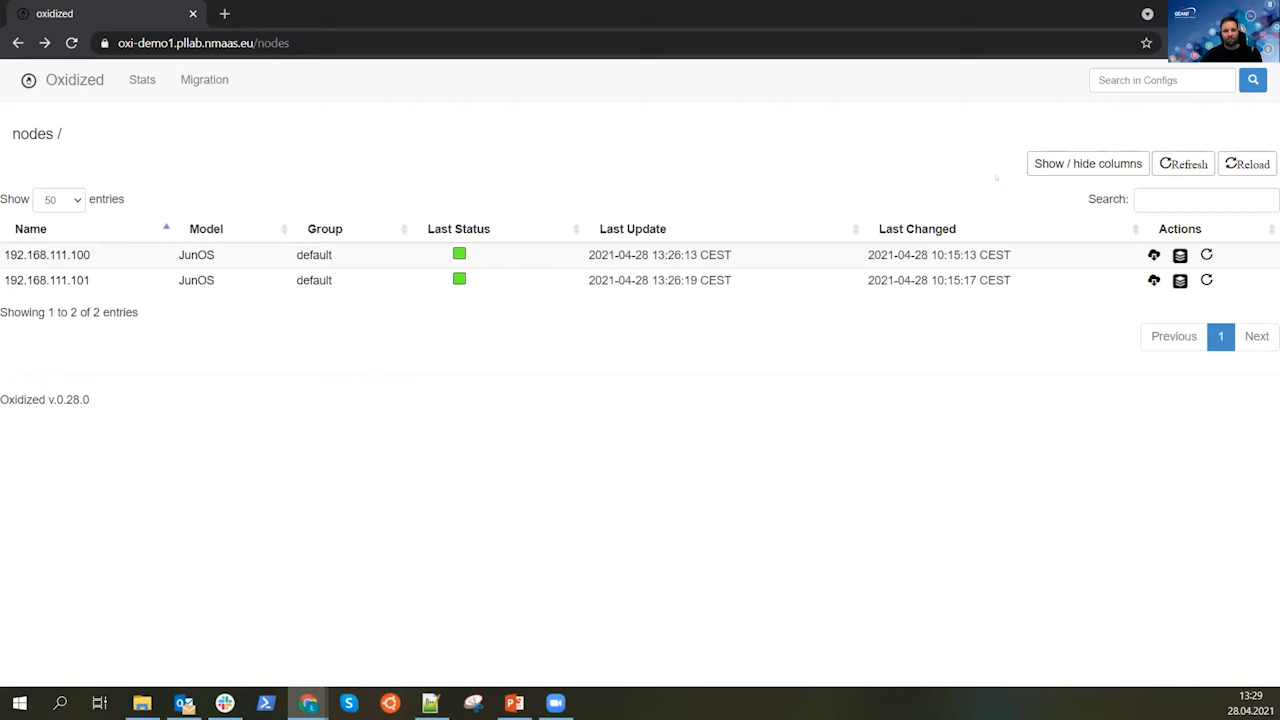 oxidized
oxi-demo1.pllab.nmaas.eu/nodes
GÉANT
Oxidized Stats Migration Search in Configs
nodes /
Show / hide columns Refresh Reload
Show 50 entries Search:
Name Model Group Last Status Last Update Last Changed Actions
192.168.111.100 JunOS default 2021-04-28 13:26:13 CEST 2021-04-28 10:15:13 CEST
192.168.111.101 JunOS default 2021-04-28 13:26:19 CEST 2021-04-28 10:15:17 CEST
Showing 1 to 2 of 2 entries
Previous 1 Next
Oxidized v.0.28.0
13:29
28.04.2021